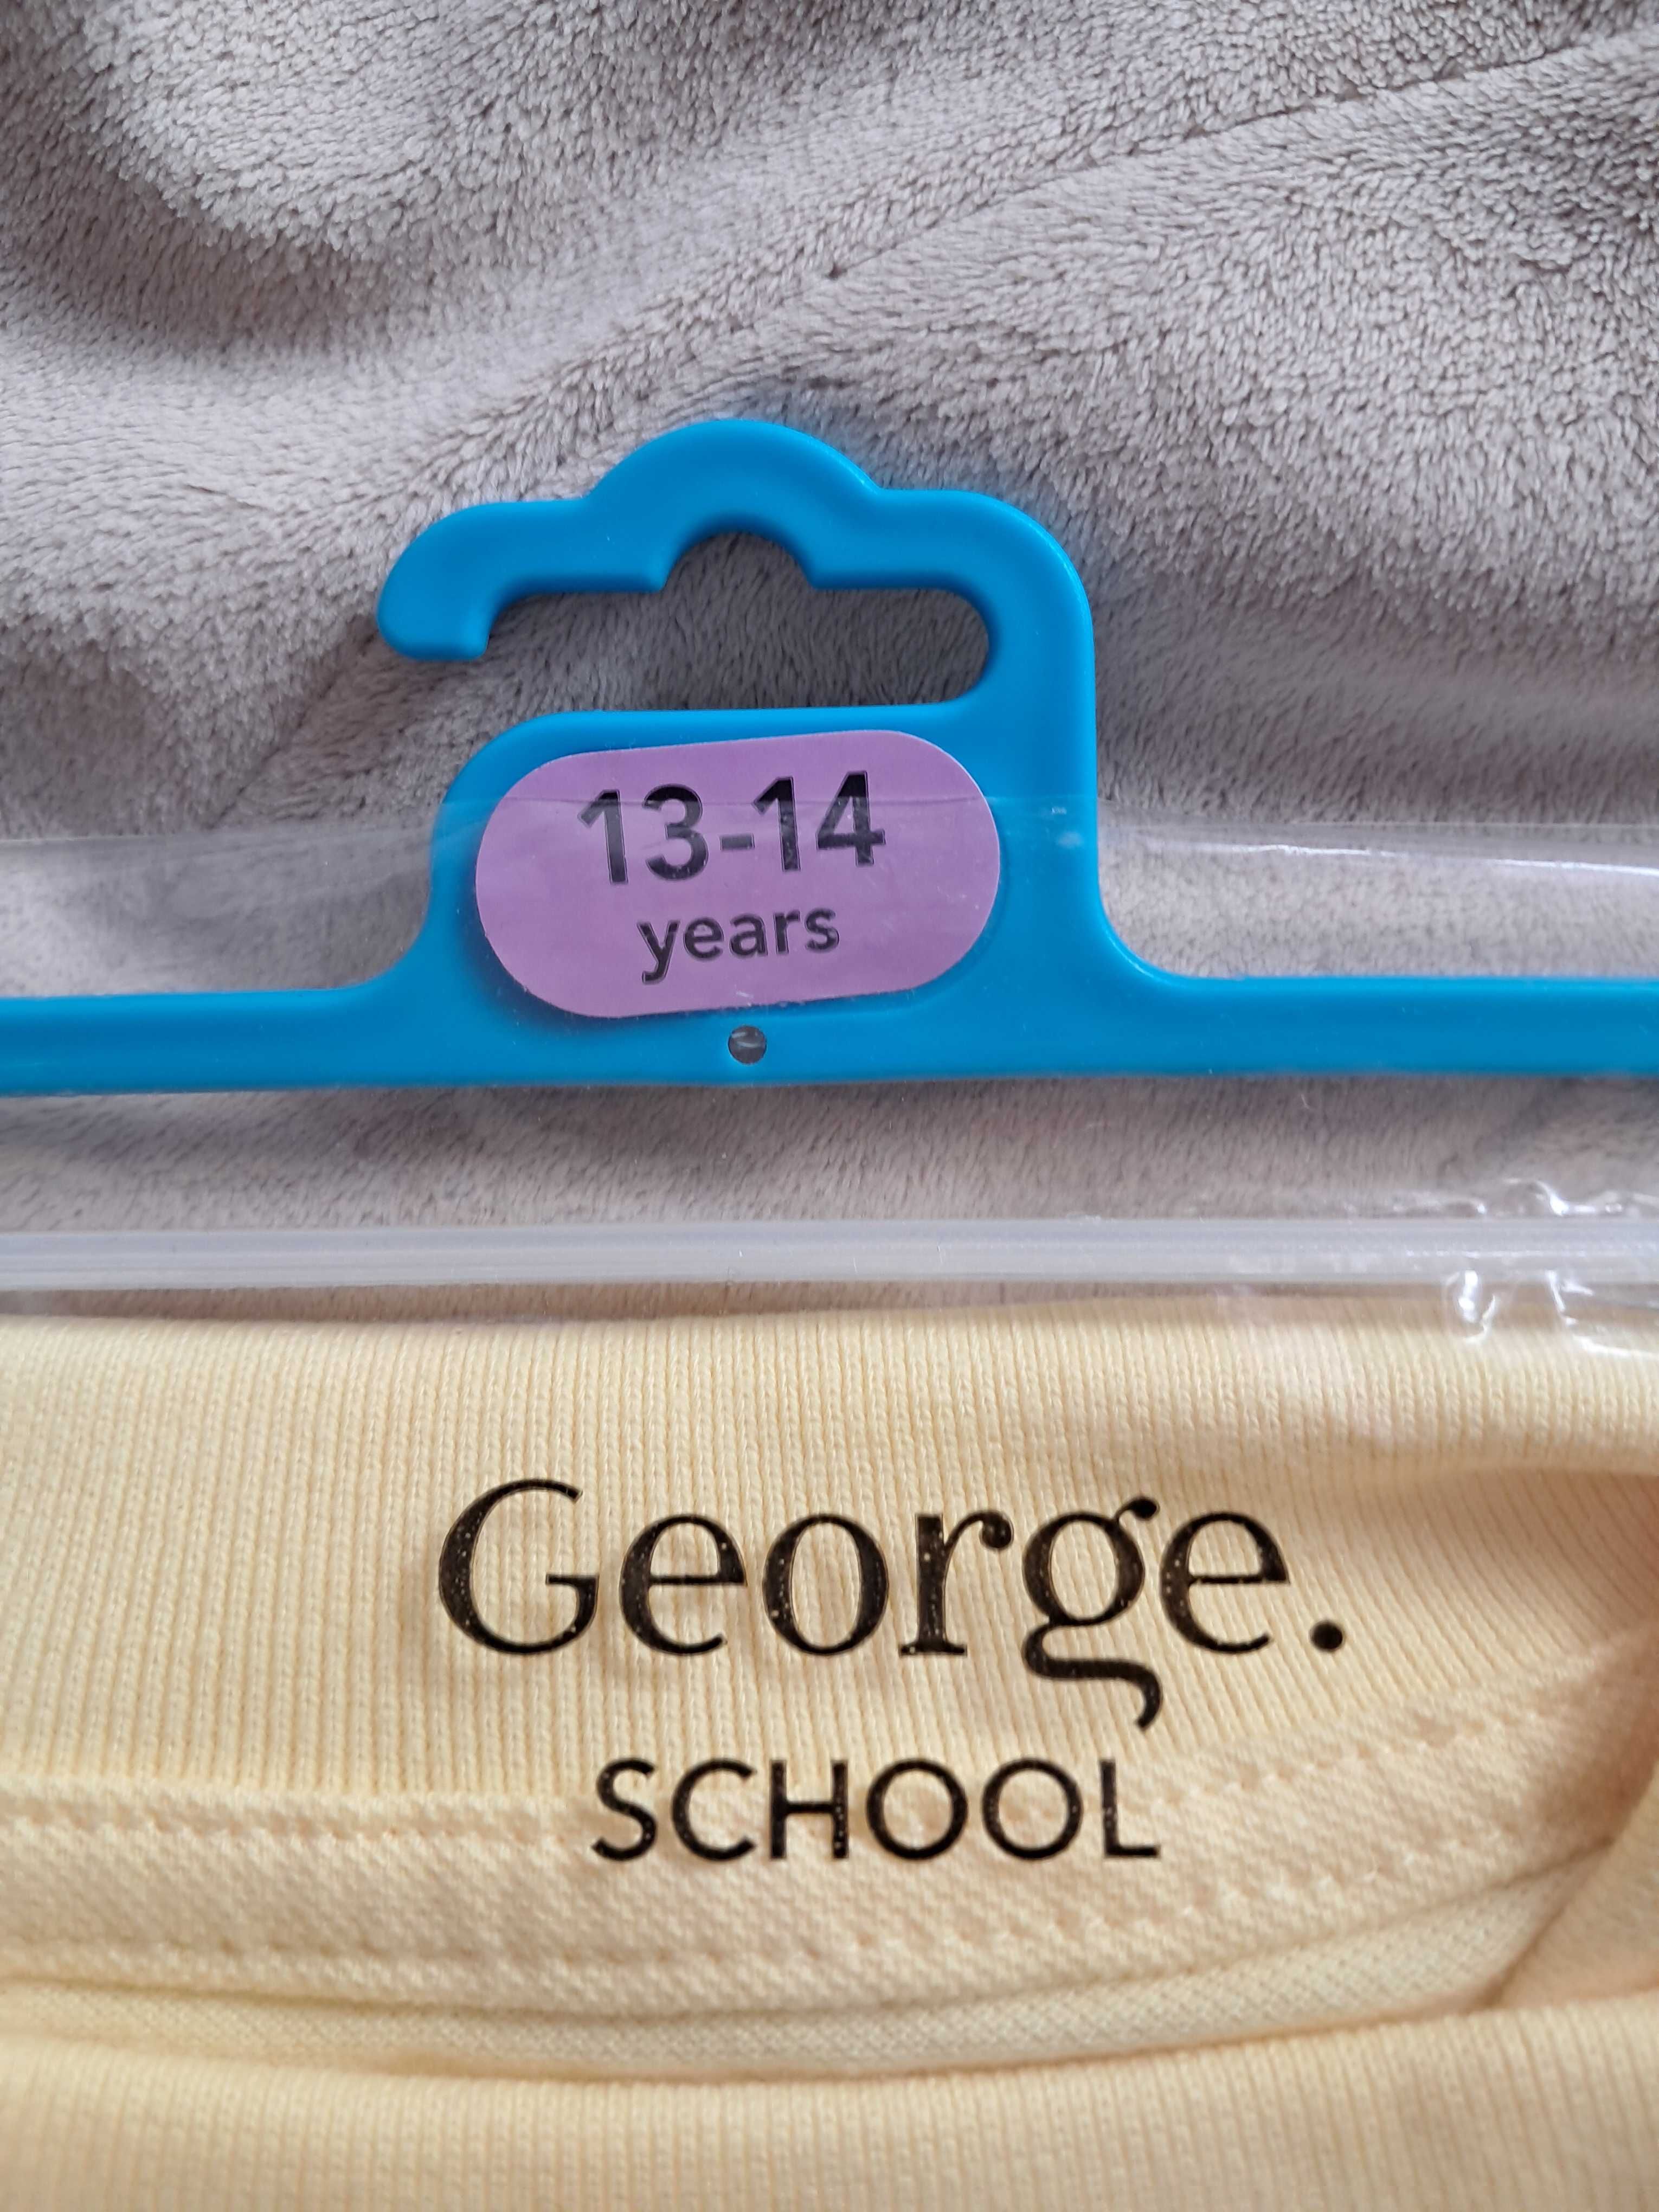 13-14
years
George.
SCHOOL